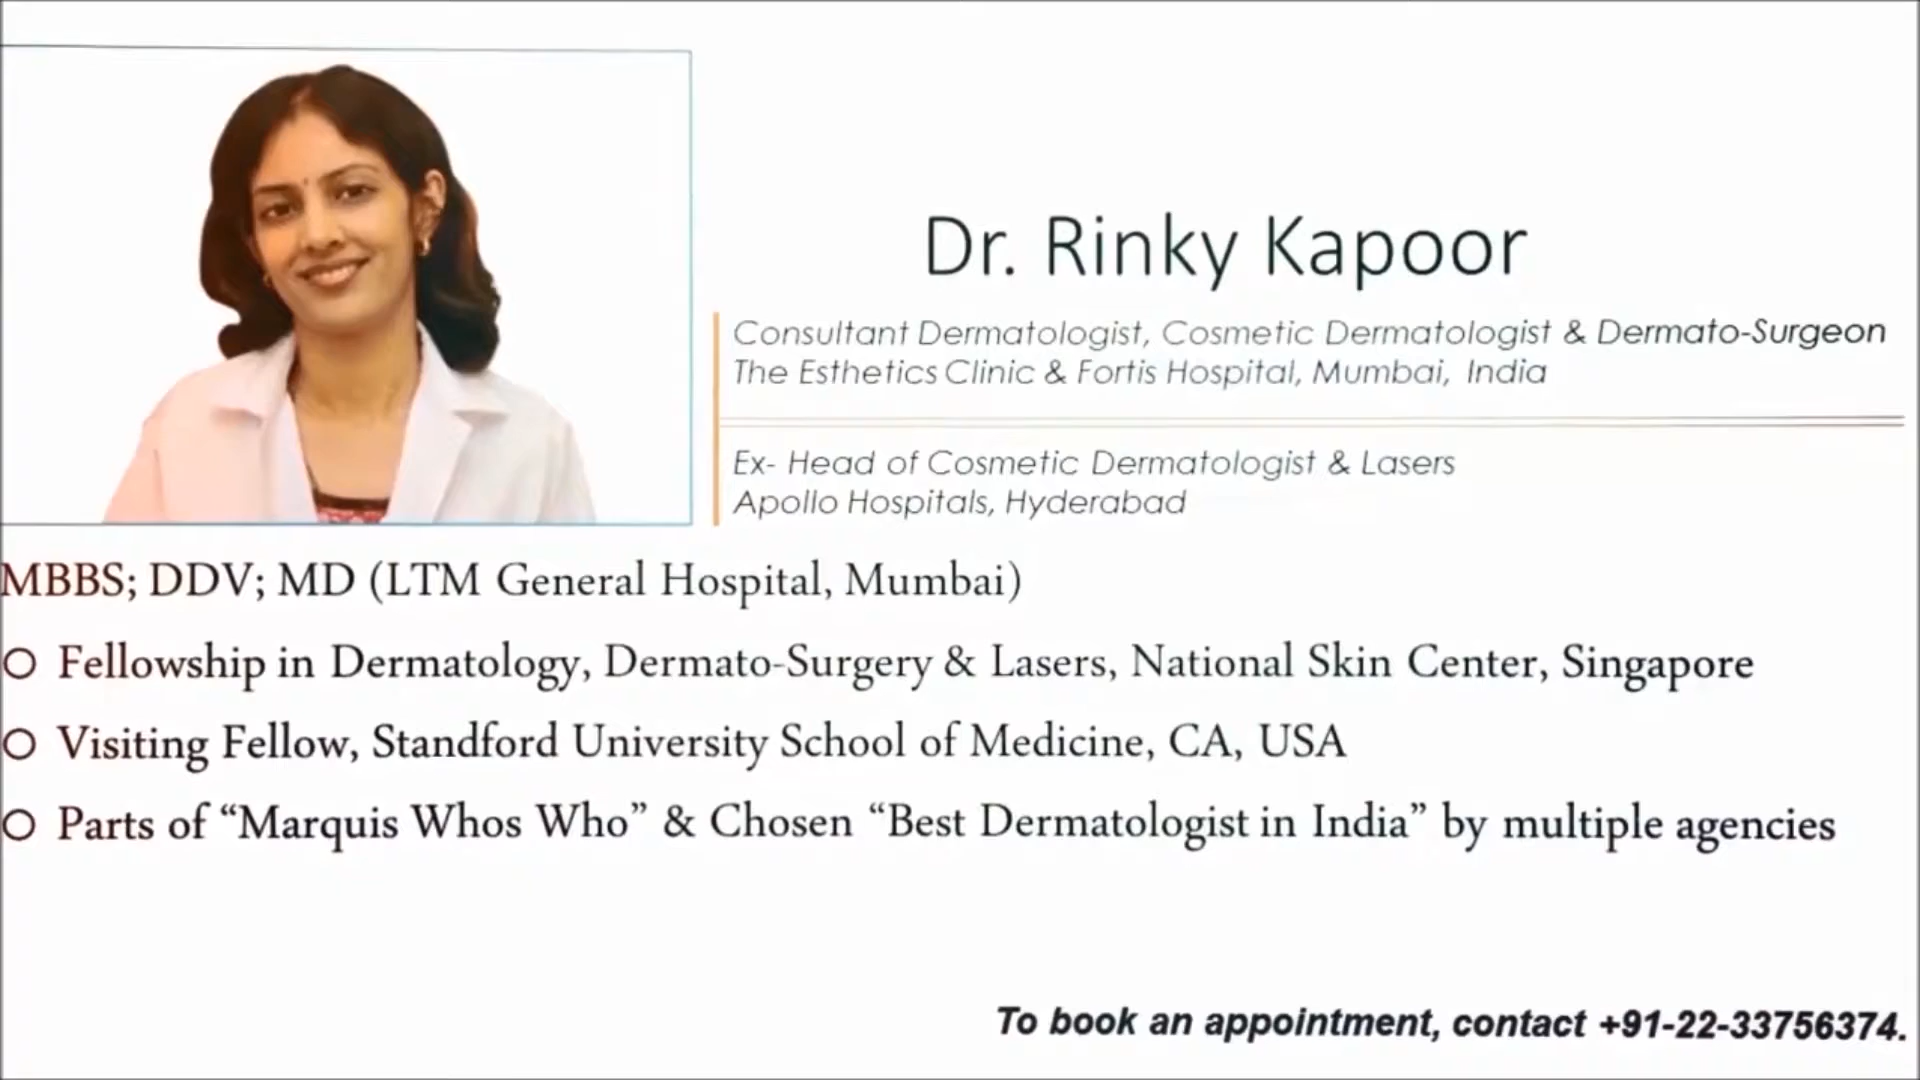 Dr. Rinky Kapoor
Consultant Dermatologist, Cosmetic Dermatologist & Dermato-Surgeon
The Esthetics Clinic & Fortis Hospital, Mumbai, India
Ex- Head of Cosmetic Dermatologist & Lasers
Apollo Hospitals, Hyderabad
MBBS; DDV; MD (LTM General Hospital, Mumbai)
Fellowship in Dermatology, Dermato-Surgery & Lasers, National Skin Center, Singapore
Visiting Fellow, Standford University School of Medicine, CA, USA
Parts of “Marquis Whos Who” & Chosen “Best Dermatologist in India” by multiple agencies
To book an appointment, contact +91-22-33756374.